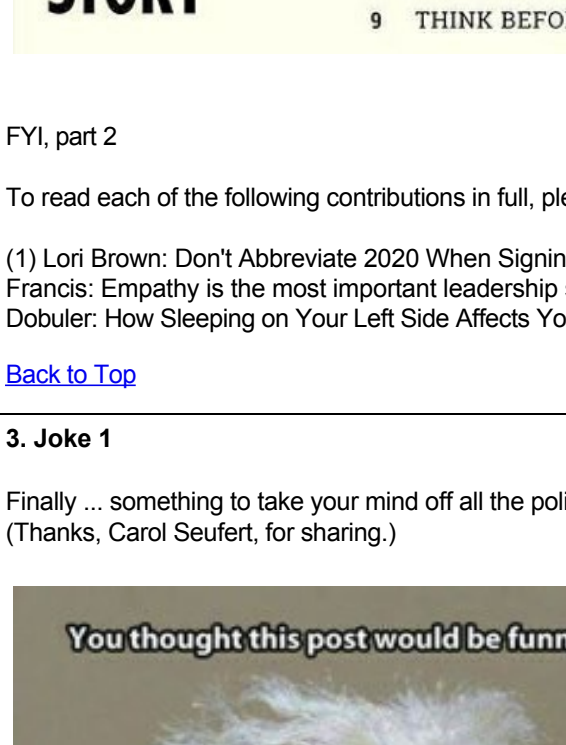 STORY
9 THINK BEFO
FYI, part 2
To read each of the following contributions in full, ple
(1) Lori Brown: Don't Abbreviate 2020 When Signin
Francis: Empathy is the most important leadership s
Dobuler: How Sleeping on Your Left Side Affects Yo
Back to Top
3. Joke 1
Finally ... something to take your mind off all the poli
(Thanks, Carol Seufert, for sharing.)
You thought this post would be funn